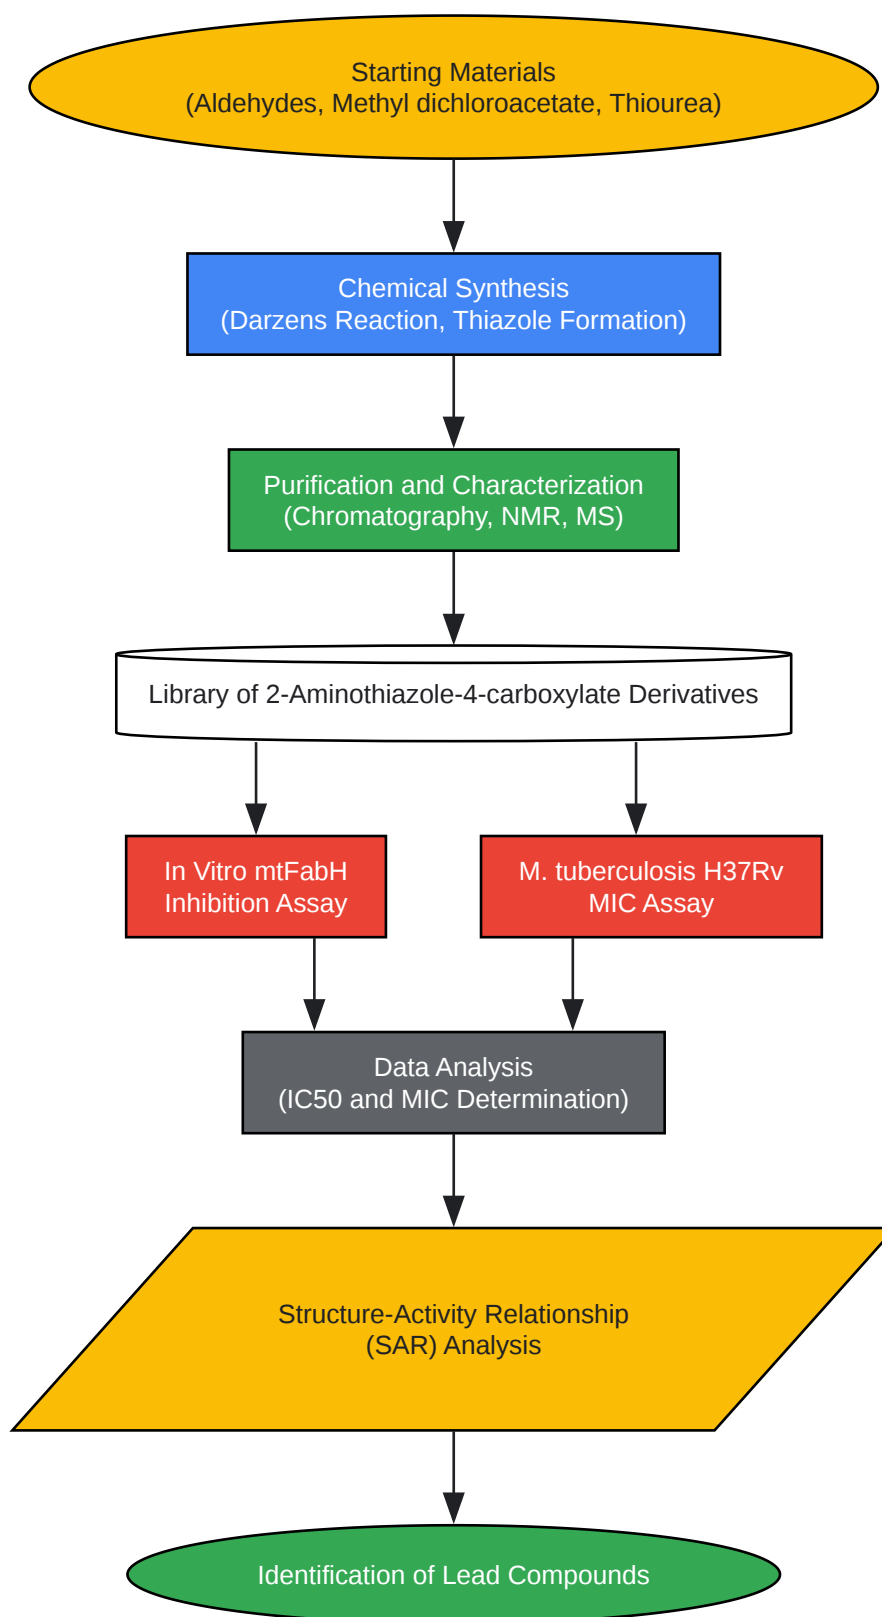 Starting Materials
(Aldehydes, Methyl dichloroacetate, Thiourea)
Chemical Synthesis
(Darzens Reaction, Thiazole Formation)
Purification and Characterization
(Chromatography, NMR, MS)
Library of 2-Aminothiazole-4-carboxylate Derivatives
In Vitro mtFabH
Inhibition Assay
M. tuberculosis H37Rv
MIC Assay
Data Analysis
(IC50 and MIC Determination)
Structure-Activity Relationship
(SAR) Analysis
Identification of Lead Compounds